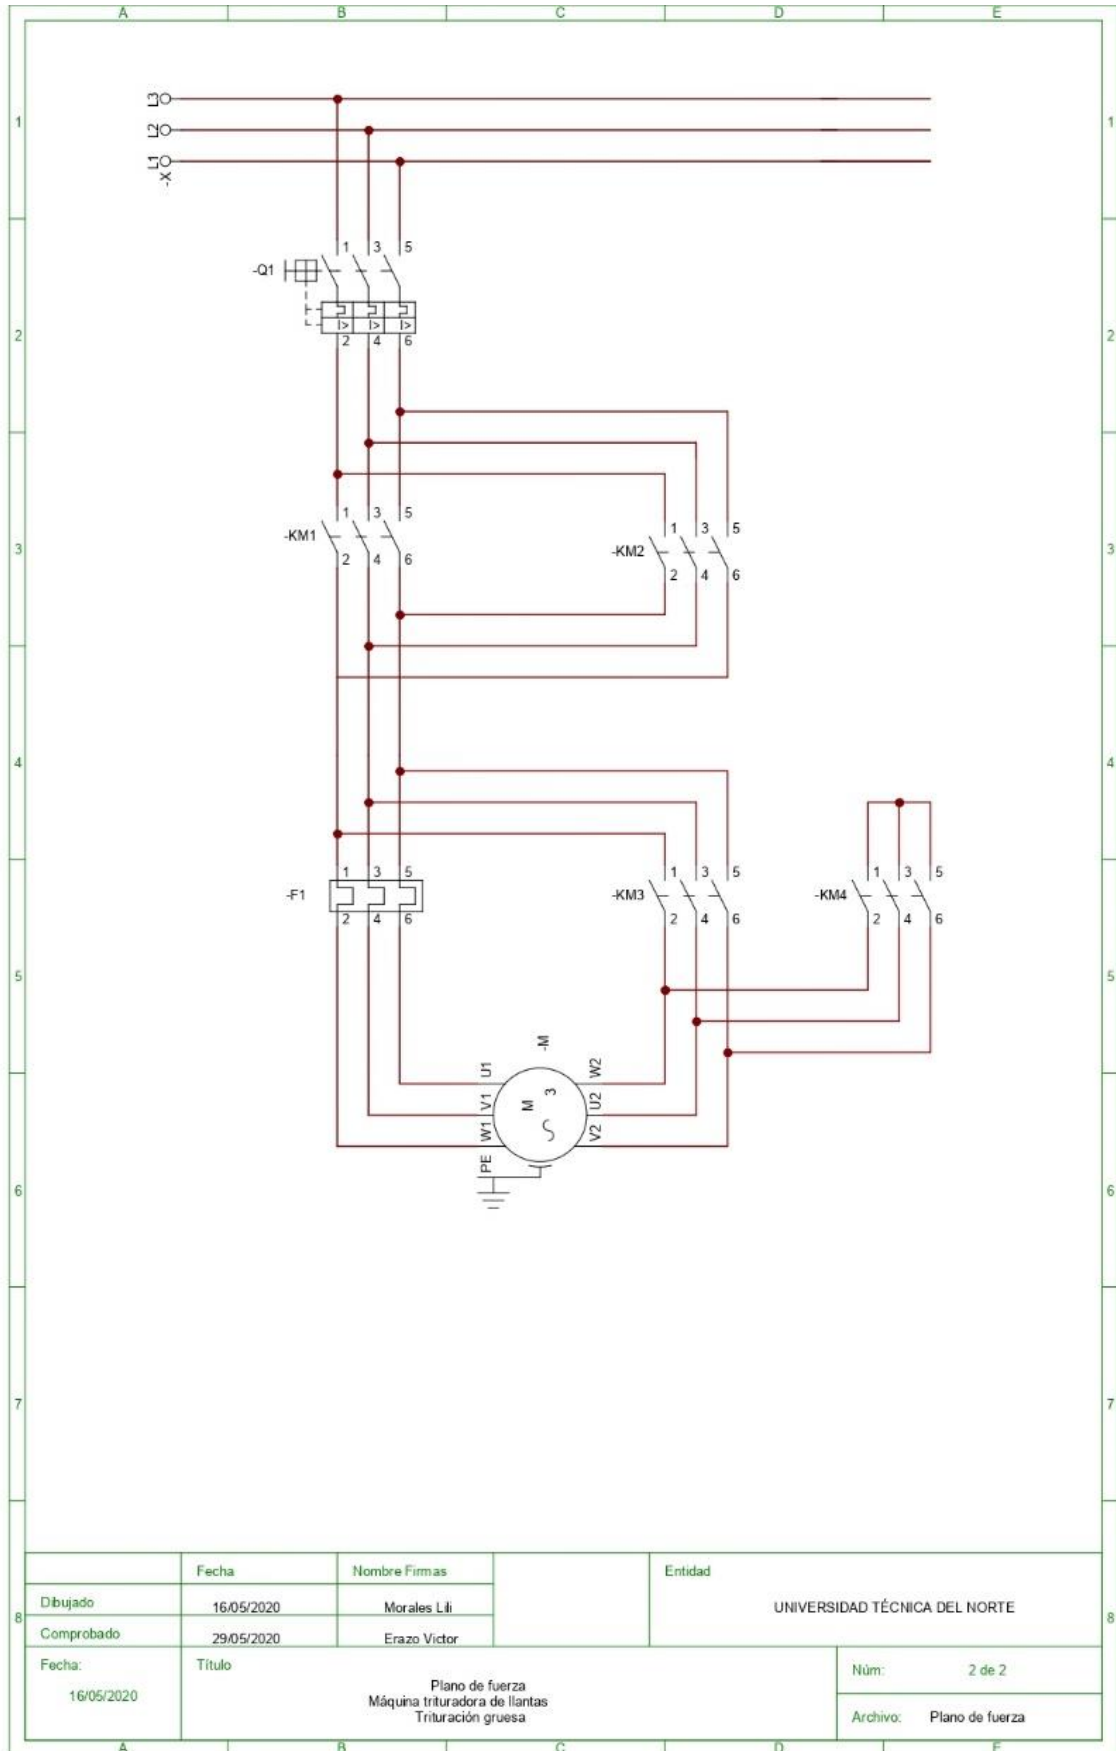 A B C D E
1 1
L3
L2
L1
-X
1 3 5
-Q1
I> I> I>
2 4 6
2 2
1 3 5
-KM1
2 4 6
1 3 5
-KM2
2 4 6
3 3
4 4
1 3 5
-F1
2 4 6
1 3 5
-KM3
2 4 6
1 3 5
-KM4
2 4 6
5 5
-M
U1 W2
M 3
V1 U2
W1 V2
PE
6 6
7 7
8 8
Fecha Nombre Firmas Entidad
Dibujado 16/05/2020 Morales Lili UNIVERSIDAD TÉCNICA DEL NORTE
Comprobado 29/05/2020 Erazo Victor
Fecha: Título Núm: 2 de 2
16/05/2020 Plano de fuerza
Máquina trituradora de llantas
Trituración gruesa
Archivo: Plano de fuerza
A B C D E